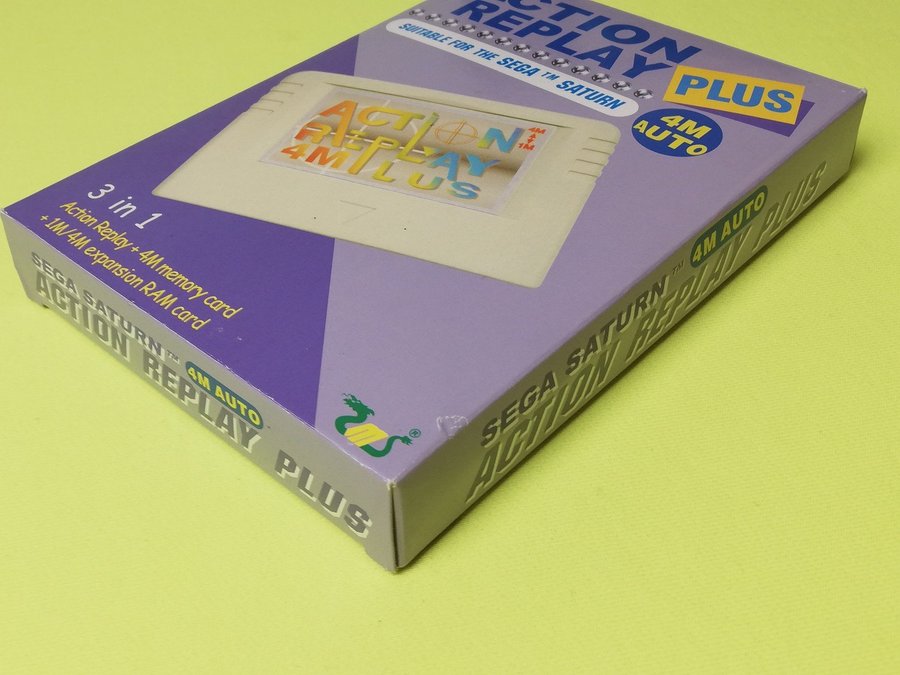 ACTION
REPLAY
PLUS
SUITABLE FOR THE SEGA™ SATURN
4M
AUTO
ACTION
REPLAY
4M PLUS
4M
1M
3 in 1
Action Replay + 4M memory card
+ 1M/4M expansion RAM card
®
SEGA SATURN™ 4M AUTO
ACTION REPLAY PLUS
SEGA SATURN™ 4M AUTO
ACTION REPLAY PLUS